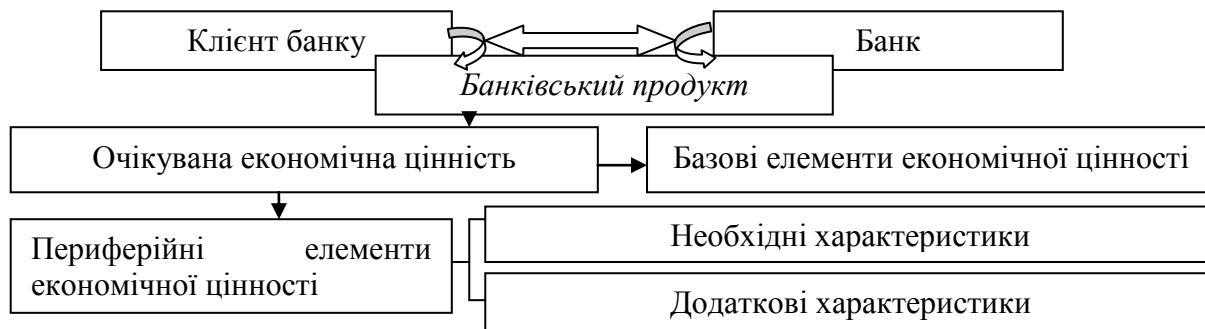 Клієнт банку
Банк
Банківський продукт
Очікувана економічна цінність
Базові елементи економічної цінності
Периферійні елементи
економічної цінності
Необхідні характеристики
Додаткові характеристики